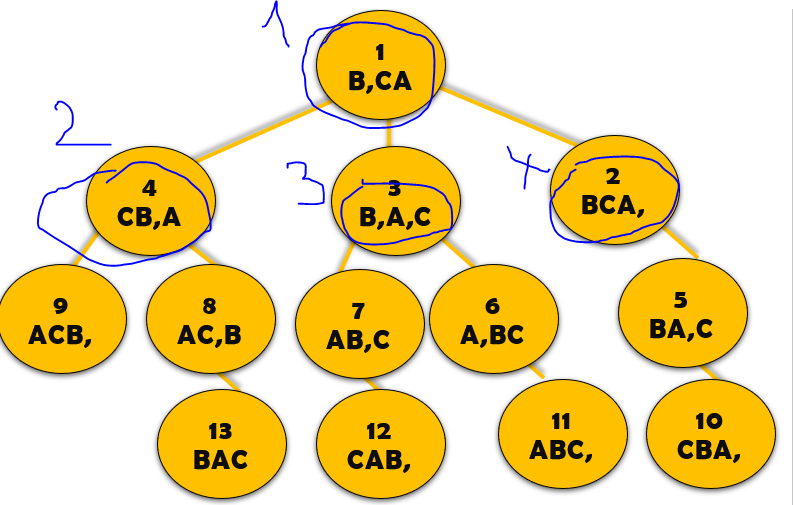 1
1
B,CA
2
4
CB,A
3
3
B,A,C
4
2
BCA,
9
ACB,
8
AC,B
7
AB,C
6
A,BC
5
BA,C
13
BAC
12
CAB,
11
ABC,
10
CBA,